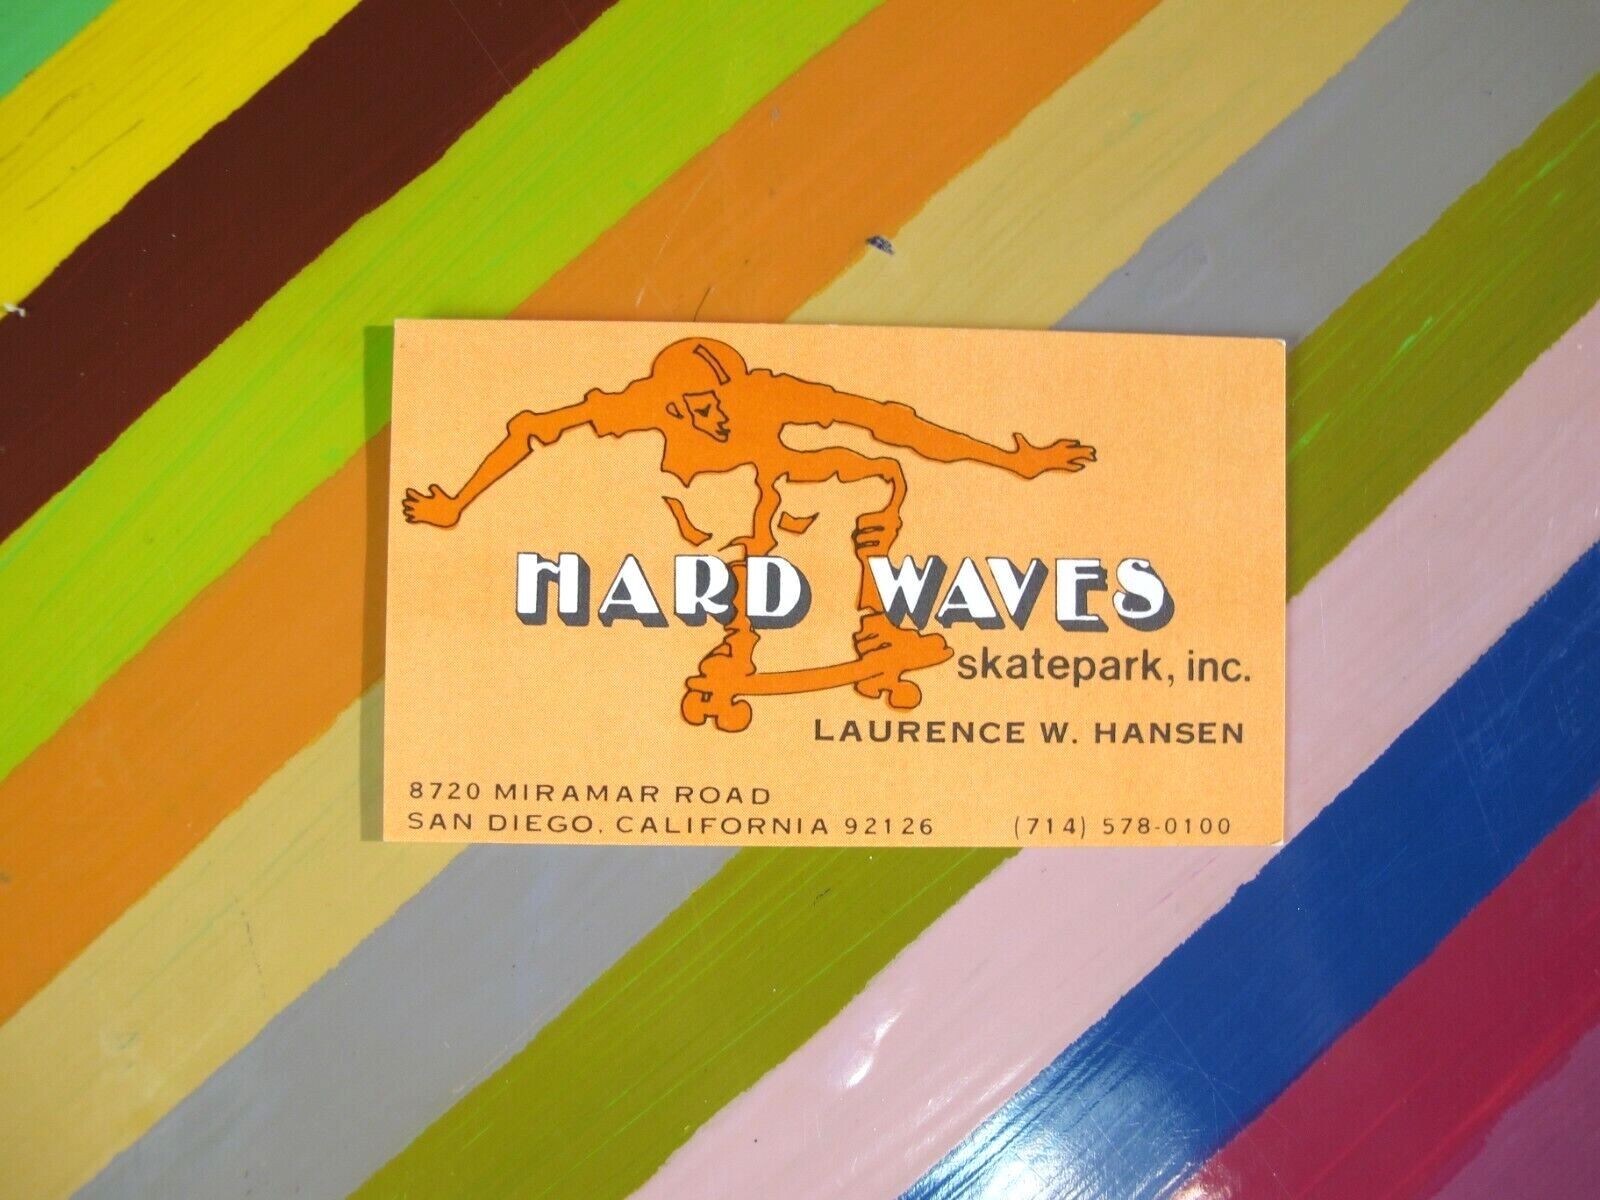 HARD WAVES
skatepark, inc.
LAURENCE W. HANSEN
8720 MIRAMAR ROAD
SAN DIEGO, CALIFORNIA 92126 (714) 578-0100